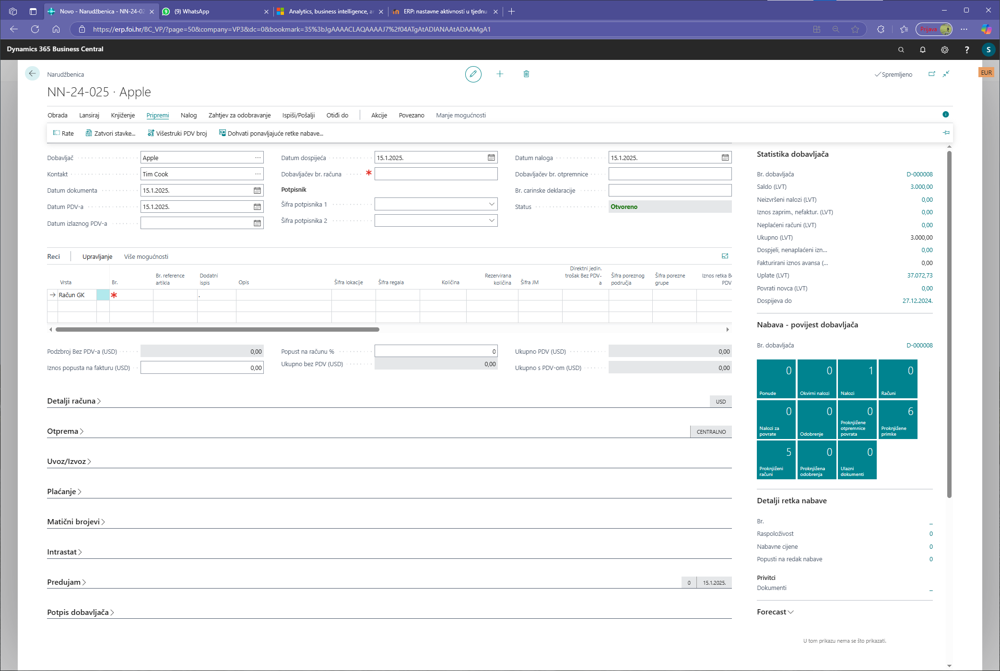 Novo - Narudžbenica - NN-24-02
(9) WhatsApp
Analytics, business intelligence, a
ERP: nastavne aktivnosti u tjednu
https://erp.foi.hr/BC_VP/?page=50&company=VP3&dc=0&bookmark=35%3bJgAAAACLAQAAAAJ7%2f04ATgAtADIANAAtADAAMgA1
Prijava
Dynamics 365 Business Central
S
Narudžbenica
Spremljeno
EUR
NN-24-025 · Apple
Obrada Lansiraj Knjiženje Pripremi Nalog Zahtjev za odobravanje Ispiši/Pošalji Otiđi do Akcije Povezano Manje mogućnosti
Rate Zatvori stavke... Višestruki PDV broj Dohvati ponavljajuće retke nabave...
Dobavljač Apple
Kontakt Tim Cook
Datum dokumenta 15.1.2025.
Datum PDV-a 15.1.2025.
Datum izlaznog PDV-a
Datum dospijeća 15.1.2025.
Dobavljačev br. računa *
Potpisnik
Šifra potpisnika 1
Šifra potpisnika 2
Datum naloga 15.1.2025.
Dobavljačev br. otpremnice
Br. carinske deklaracije
Status Otvoreno
Reci Upravljanje Više mogućnosti
Vrsta Br. Br. reference artikla Dodatni ispis Opis Šifra lokacije Šifra regala Količina Rezervirana količina Šifra JM Direktni jedin. trošak Bez PDV-a Šifra poreznog područja Šifra porezne grupe Iznos retka Be PDV
Račun GK * .
Podzbroj Bez PDV-a (USD) 0,00
Iznos popusta na fakturu (USD) 0,00
Popust na računu % 0
Ukupno bez PDV (USD) 0,00
Ukupno PDV (USD) 0,00
Ukupno s PDV-om (USD) 0,00
Detalji računa USD
Otprema CENTRALNO
Uvoz/Izvoz
Plaćanje
Matični brojevi
Intrastat
Predujam 0 15.1.2025.
Potpis dobavljača
Statistika dobavljača
Br. dobavljača D-000008
Saldo (LVT) 3.000,00
Neizvršeni nalozi (LVT) 0,00
Iznos zaprim., nefaktur. (LVT) 0,00
Neplaćeni računi (LVT) 0,00
Ukupno (LVT) 3.000,00
Dospjeli, nenaplaćeni izn... 0,00
Fakturirani iznos avansa (... 0,00
Uplate (LVT) 37.072,73
Povrati novca (LVT) 0,00
Dospijeva do 27.12.2024.
Nabava - povijest dobavljača
Br. dobavljača D-000008
0 Ponude
0 Okvirni nalozi
1 Nalozi
0 Računi
0 Nalozi za povrate
0 Odobrenje
0 Proknjižene otpremnice povrata
6 Proknjižene primke
5 Proknjiženi računi
0 Proknjižena odobrenja
0 Ulazni dokumenti
Detalji retka nabave
Br. _
Raspoloživost 0
Nabavne cijene 0
Popusti na redak nabave 0
Privitci
Dokumenti _
Forecast
U tom prikazu nema se što prikazati.